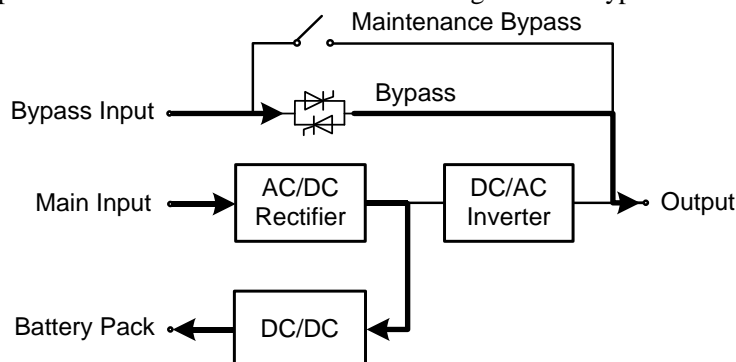 Maintenance Bypass
Bypass Input
Bypass
Main Input
AC/DC
Rectifier
DC/AC
Inverter
Output
Battery Pack
DC/DC